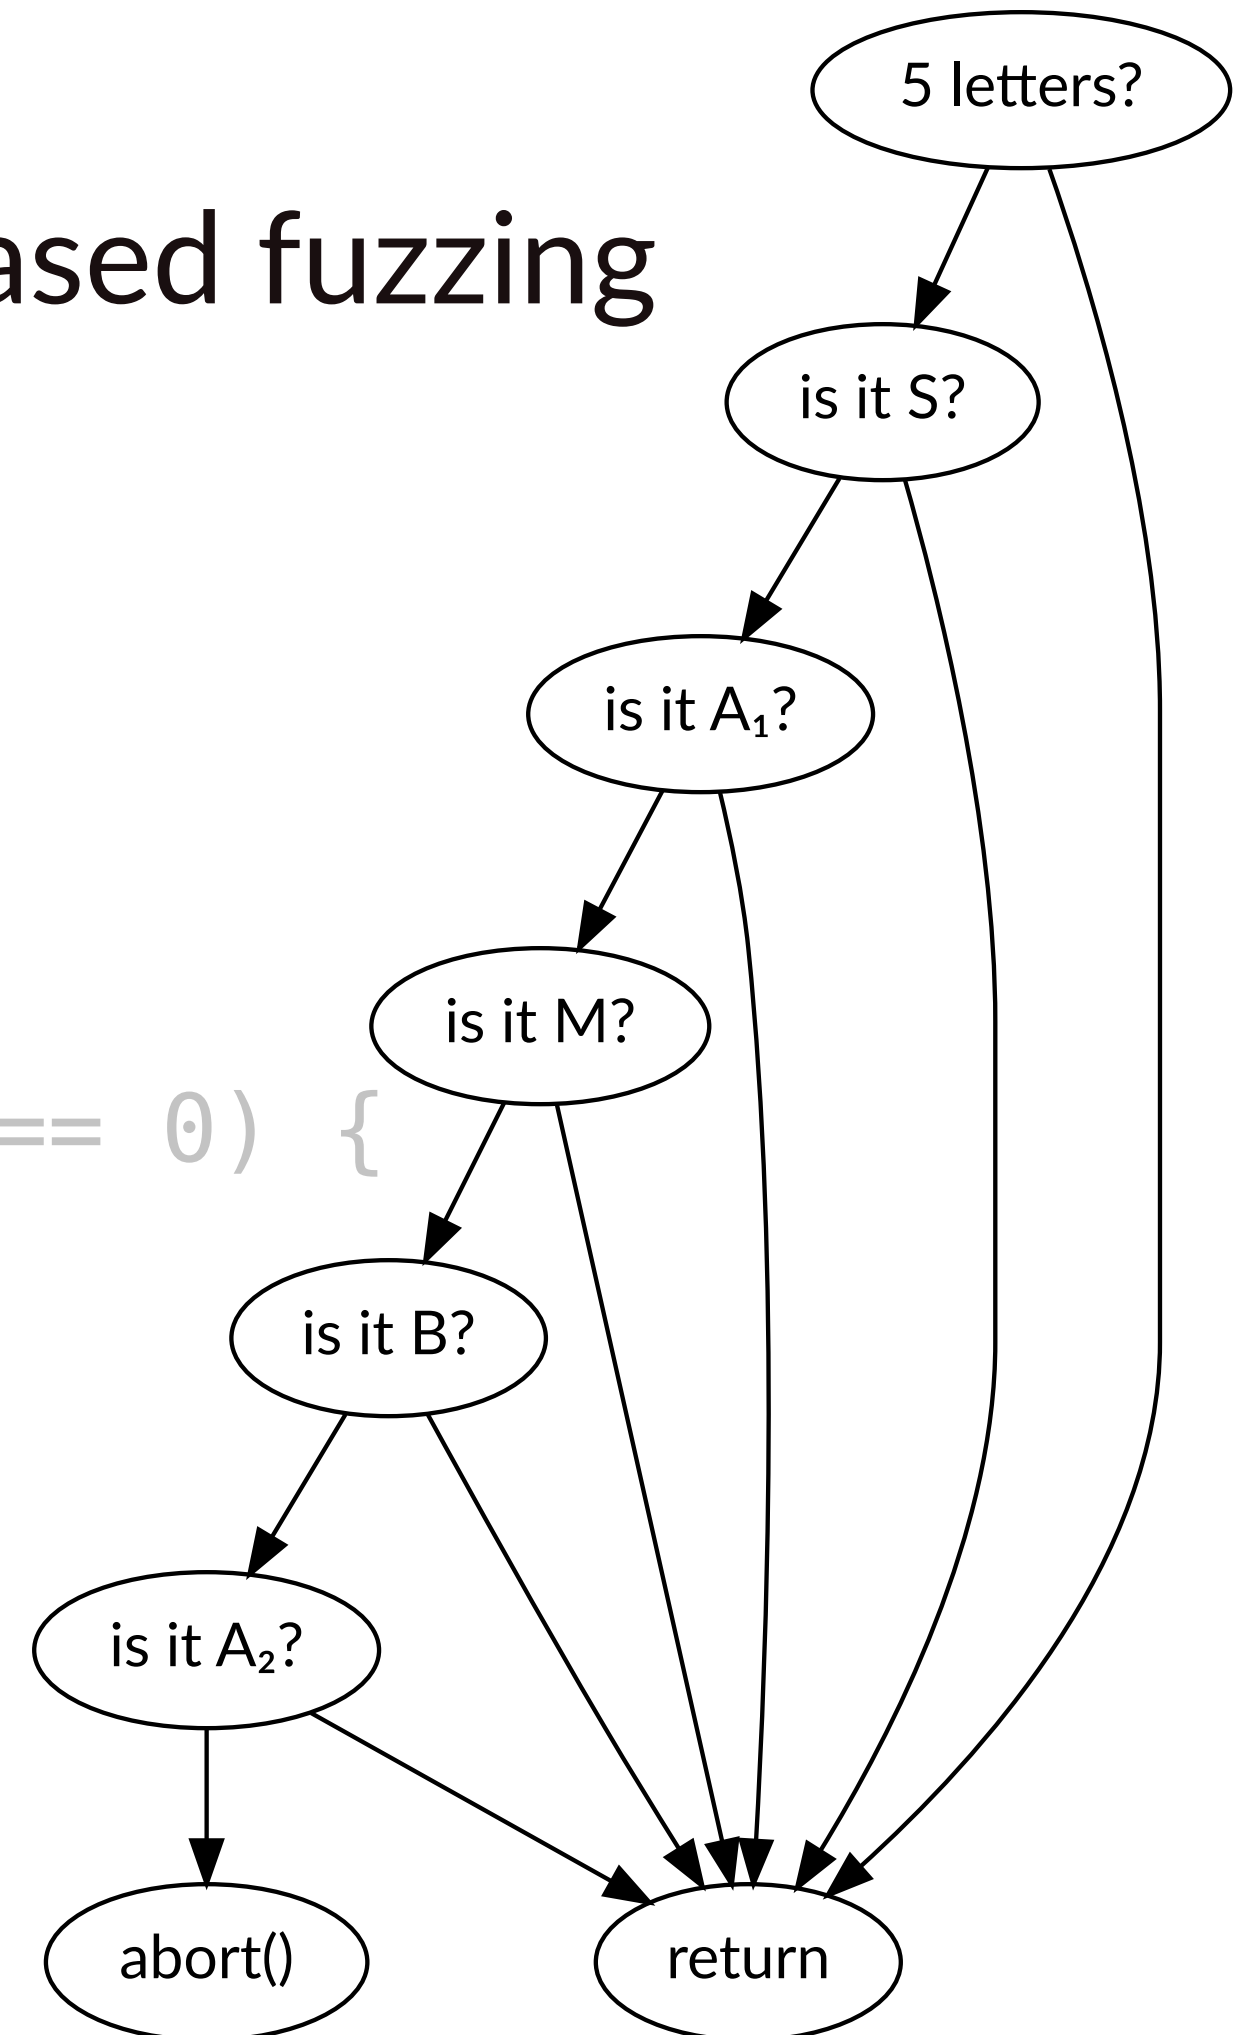 5 letters?
ased fuzzing
is it S?
is it A₁?
is it M?
== 0) {
is it B?
is it A₂?
abort()
return